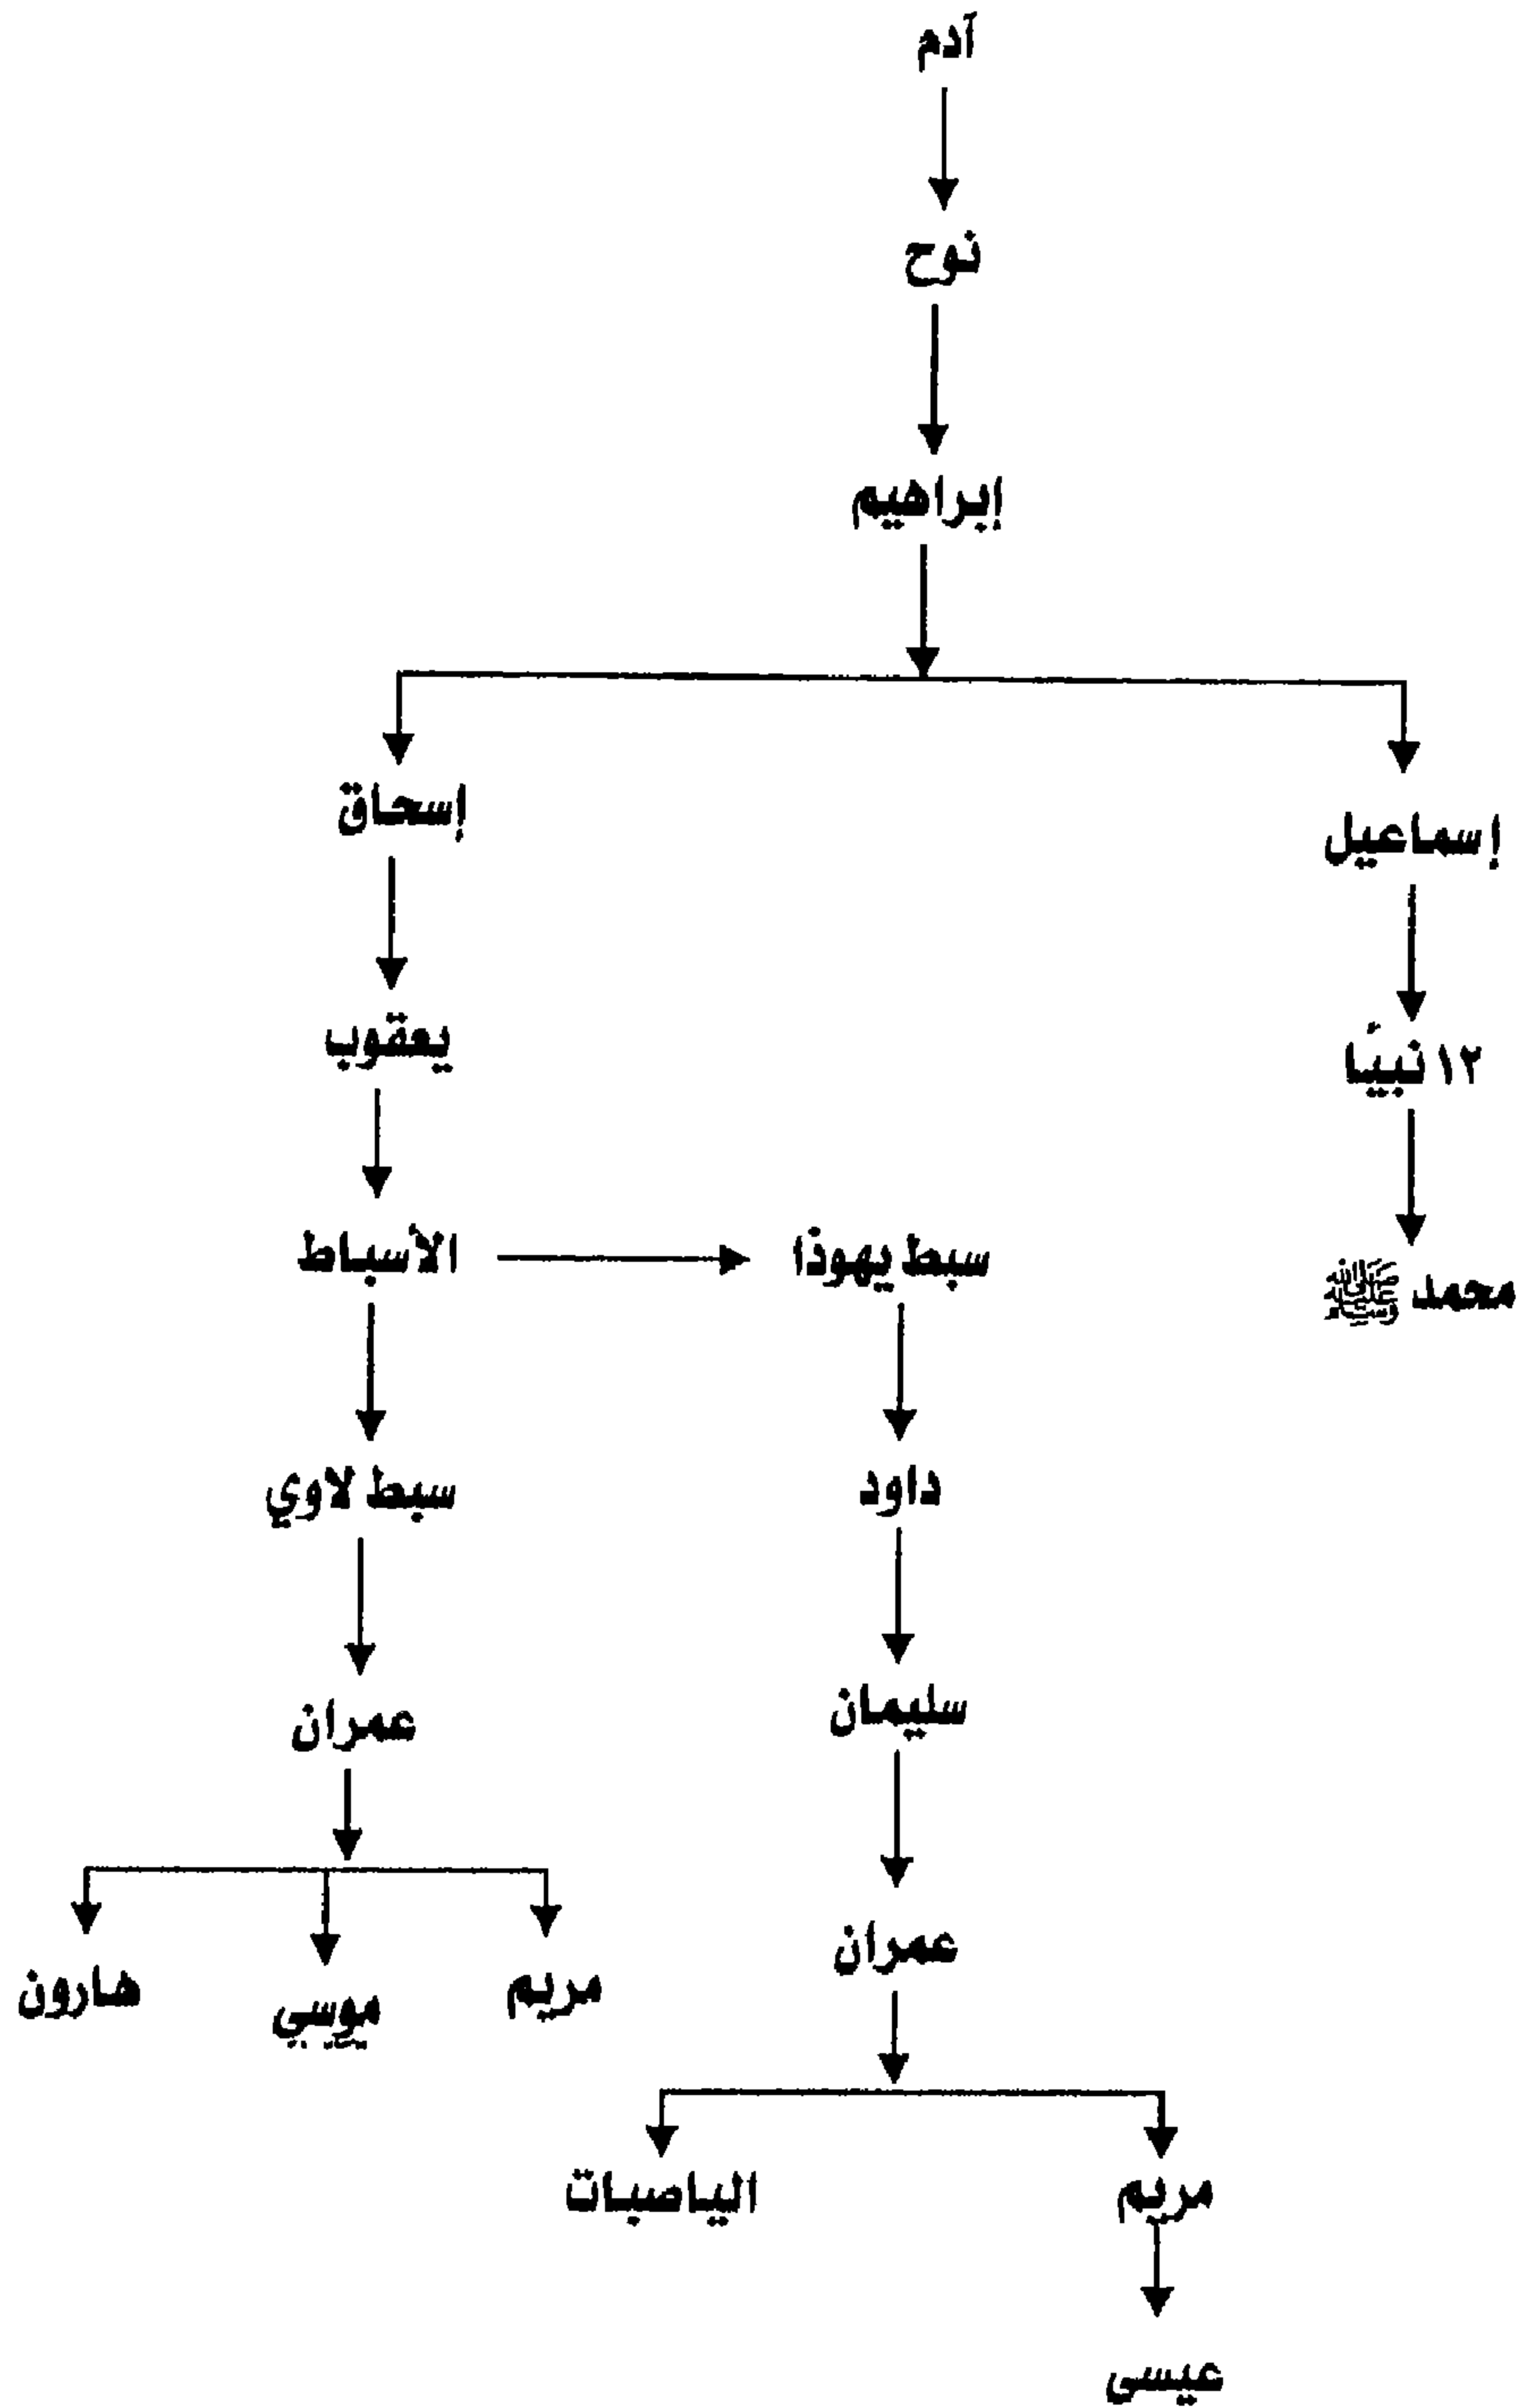 آدم
نوح
إبراهيم
إسماعيل
إسحاق
١٢ نبيًا
يعقوب
محمد ﷺ
سبط يهوذا
الأسباط
داود
سبط لاوي
سليمان
عمران
عمران
مريم
موسي
هارون
مريم
الياصبات
عيسى